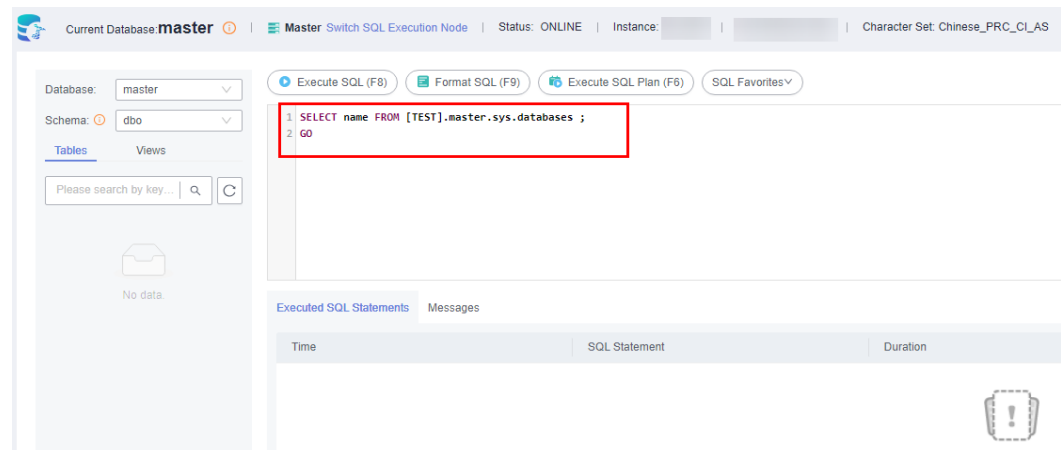 Current Database:master | Master Switch SQL Execution Node | Status: ONLINE | Instance: | | Character Set: Chinese_PRC_CI_AS
Database: master
Schema: dbo
Tables Views
Please search by key...
No data.
Execute SQL (F8) Format SQL (F9) Execute SQL Plan (F6) SQL Favorites
1 SELECT name FROM [TEST].master.sys.databases ;
2 GO
Executed SQL Statements Messages
Time SQL Statement Duration